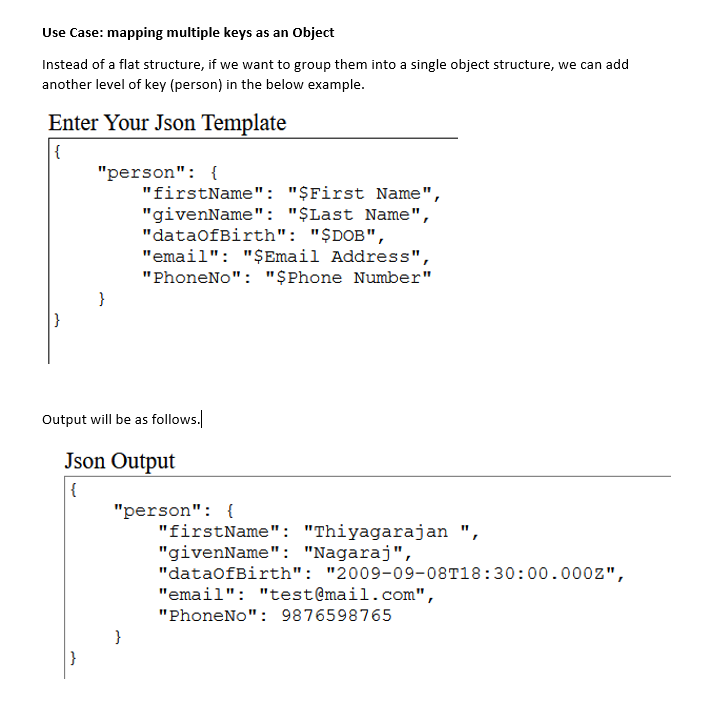 Use Case: mapping multiple keys as an Object
Instead of a flat structure, if we want to group them into a single object structure, we can add
another level of key (person) in the below example.
Enter Your Json Template
{
"person": {
"firstName": "$First Name",
"givenName": "$Last Name",
"dataOfBirth": "$DOB",
"email": "$Email Address",
"PhoneNo": "$Phone Number"
}
}
Output will be as follows.
Json Output
{
"person": {
"firstName": "Thiyagarajan ",
"givenName": "Nagaraj",
"dataOfBirth": "2009-09-08T18:30:00.000Z",
"email": "test@mail.com",
"PhoneNo": 9876598765
}
}